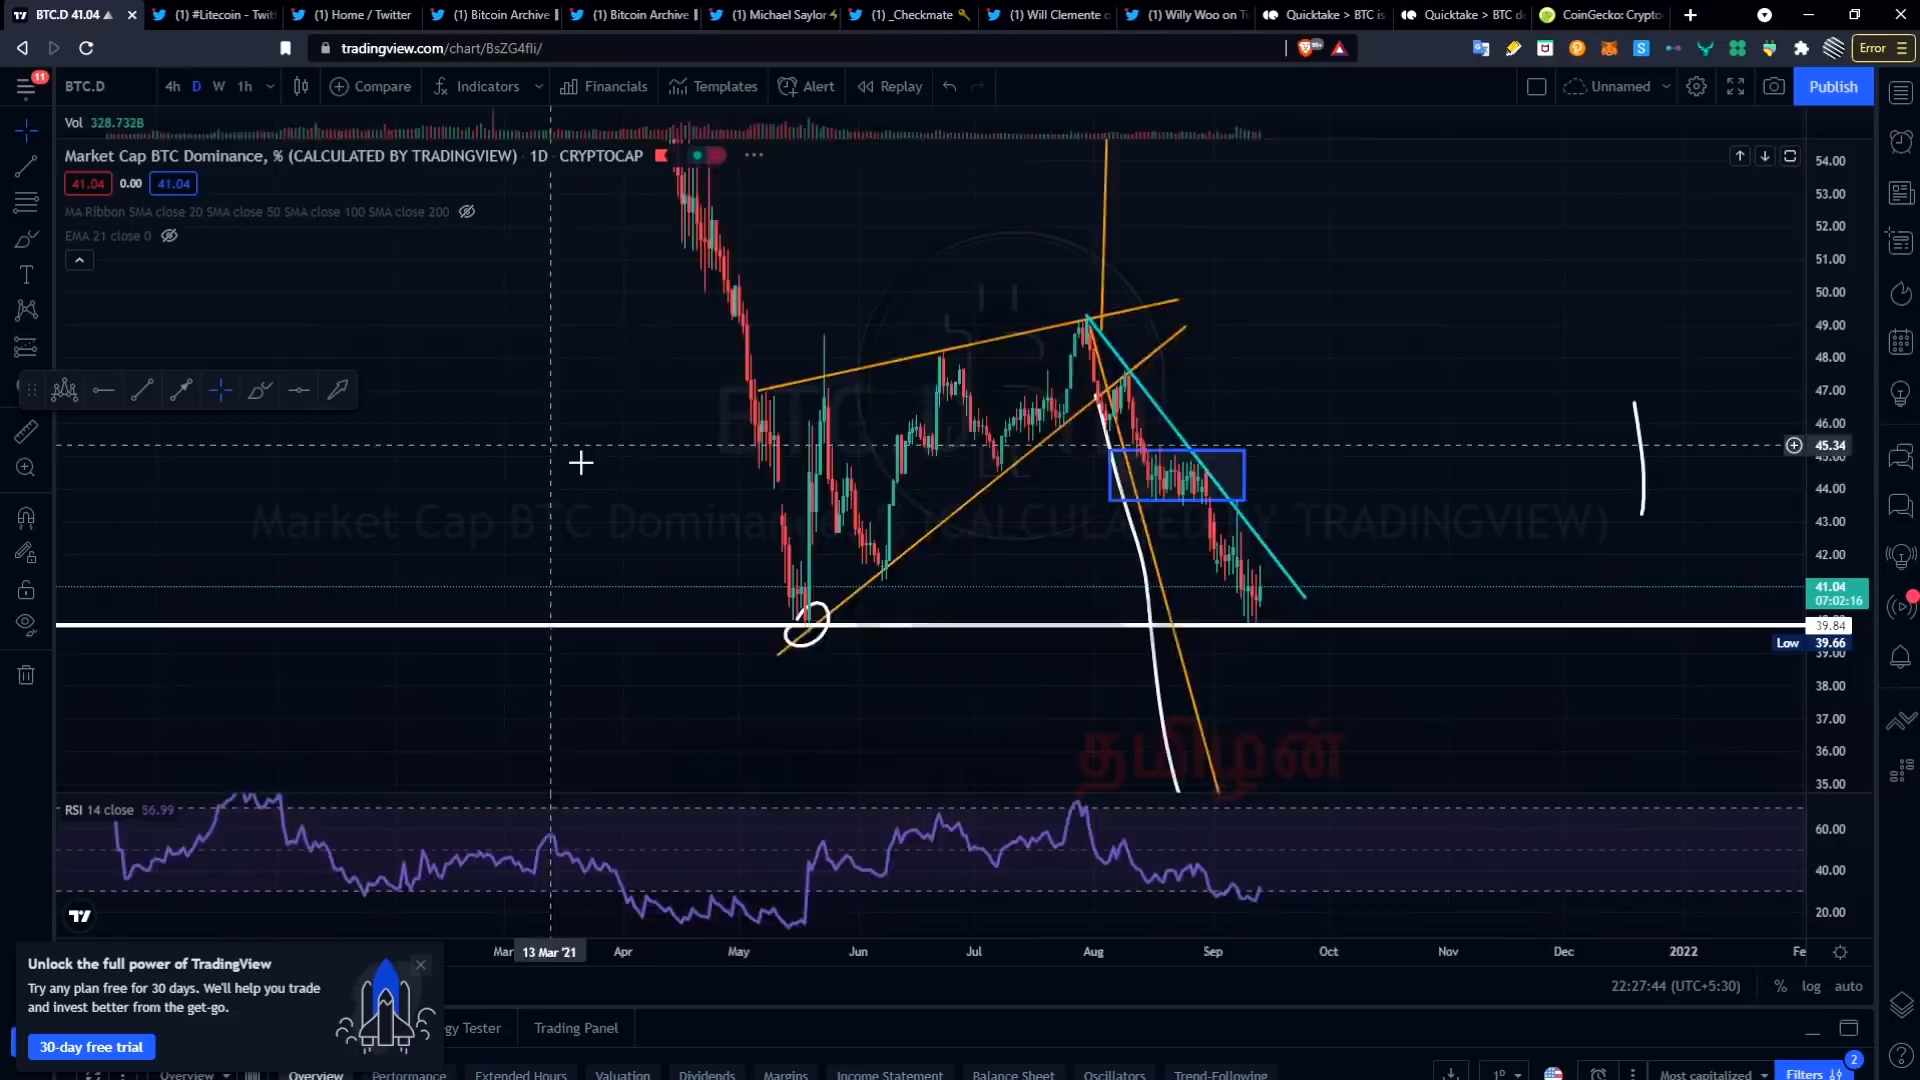 BTC.D 41.04
(1) #Litecoin - Twitt
(1) Home / Twitter
(1) Bitcoin Archive
(1) Bitcoin Archive
(1) Michael Saylor
(1) _Checkmate
(1) Will Clemente
(1) Willy Woo on T
Quicktake > BTC is
Quicktake > BTC d
CoinGecko: Crypto
tradingview.com/chart/BsZG4fli/
Error
11
BTC.D 4h D W 1h Compare Indicators Financials Templates Alert Replay Unnamed Publish
Vol 328.732B
Market Cap BTC Dominance, % (CALCULATED BY TRADINGVIEW) 1D CRYPTOCAP
41.04 0.00 41.04
MA Ribbon SMA close 20 SMA close 50 SMA close 100 SMA close 200
EMA 21 close 0
54.00
53.00
52.00
51.00
50.00
49.00
48.00
47.00
46.00
45.34
45.00
44.00
43.00
42.00
41.04
07:02:16
39.84
Low 39.66
39.00
38.00
37.00
36.00
35.00
Market Cap BTC Dominance, % (CALCULATED BY TRADINGVIEW)
தமிழன்
RSI 14 close 56.99
60.00
40.00
20.00
Mar 13 Mar '21 Apr May Jun Jul Aug Sep Oct Nov Dec 2022 Fe
Unlock the full power of TradingView
Try any plan free for 30 days. We'll help you trade
and invest better from the get-go.
30-day free trial
22:27:44 (UTC+5:30) % log auto
gy Tester Trading Panel
2
Overview Overview Performance Extended Hours Valuation Dividends Margins Income Statement Balance Sheet Oscillators Trend-Following 1D Most capitalized Filters